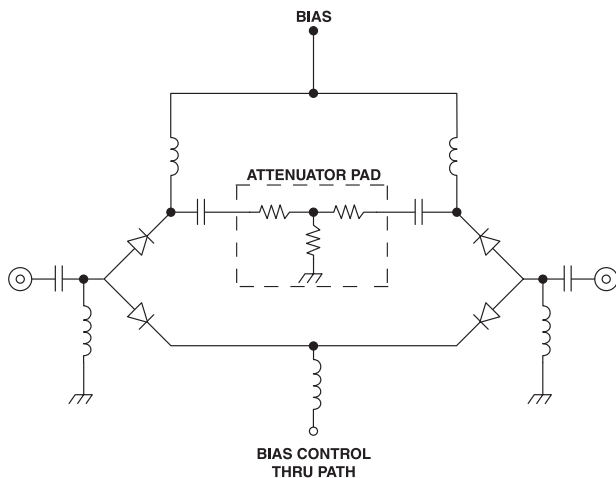 BIAS
ATTENUATOR PAD
BIAS CONTROL
THRU PATH